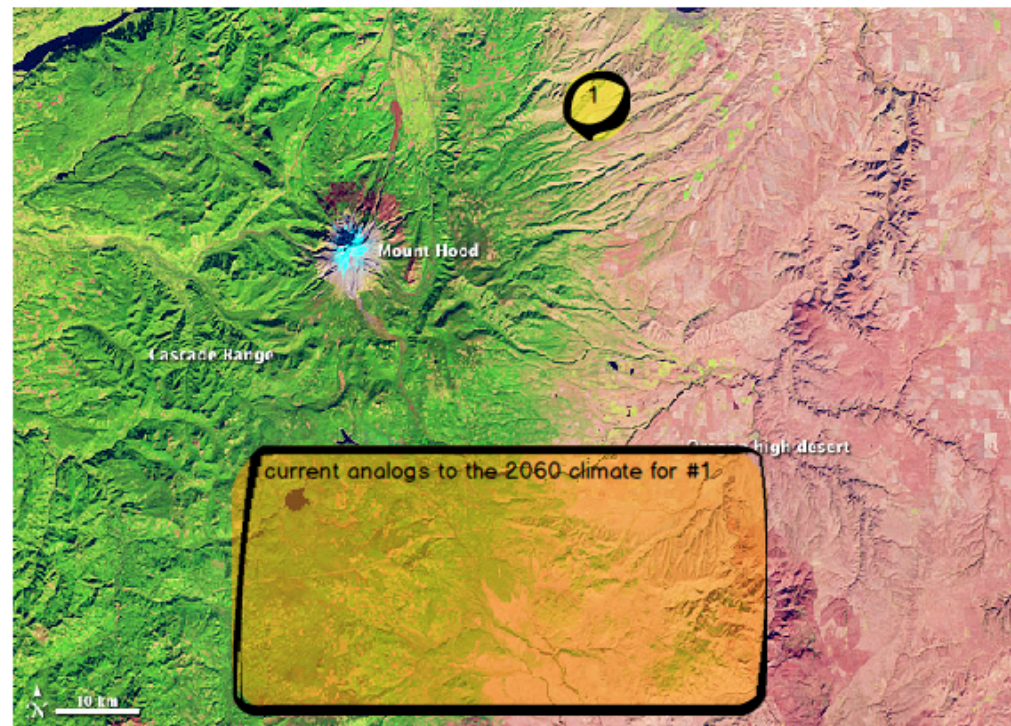 1
Mount Hood
Cascade Range
Oregon high desert
current analogs to the 2060 climate for #1
10 km
N